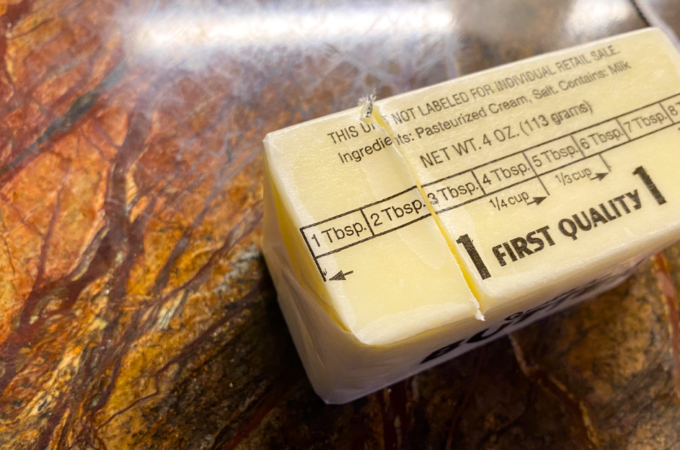 THIS U NOT LABELED FOR INDIVIDUAL RETAIL SALE.
Ingredients: Pasteurized Cream, Salt. Contains: Milk
NET WT. 4 OZ. (113 grams)
1 Tbsp. 2 Tbsp. 3 Tbsp. 4 Tbsp. 5 Tbsp. 6 Tbsp. 7 Tbsp. 8
1/4 cup 1/3 cup
1 FIRST QUALITY 1